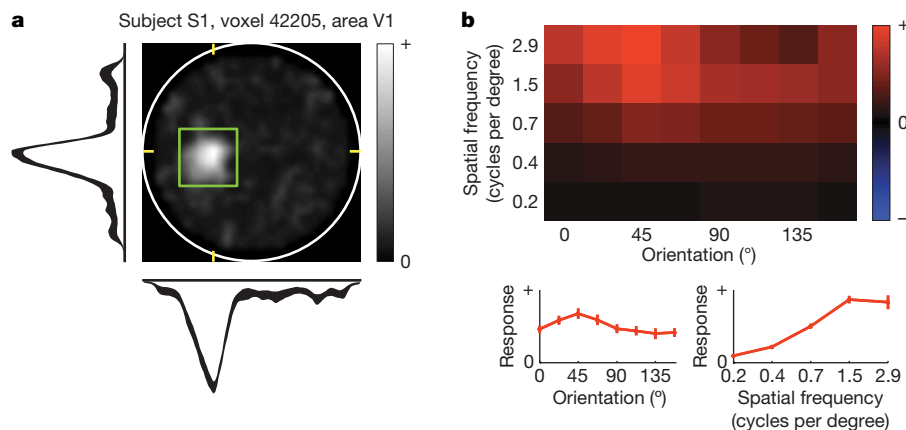 a Subject S1, voxel 42205, area V1
+
0
b
Spatial frequency
(cycles per degree)
2.9
1.5
0.7
0.4
0.2
0 45 90 135
Orientation (°)
+
0
–
Response
+
0
0 45 90 135
Orientation (º)
Response
+
0
0.2 0.4 0.7 1.5 2.9
Spatial frequency
(cycles per degree)